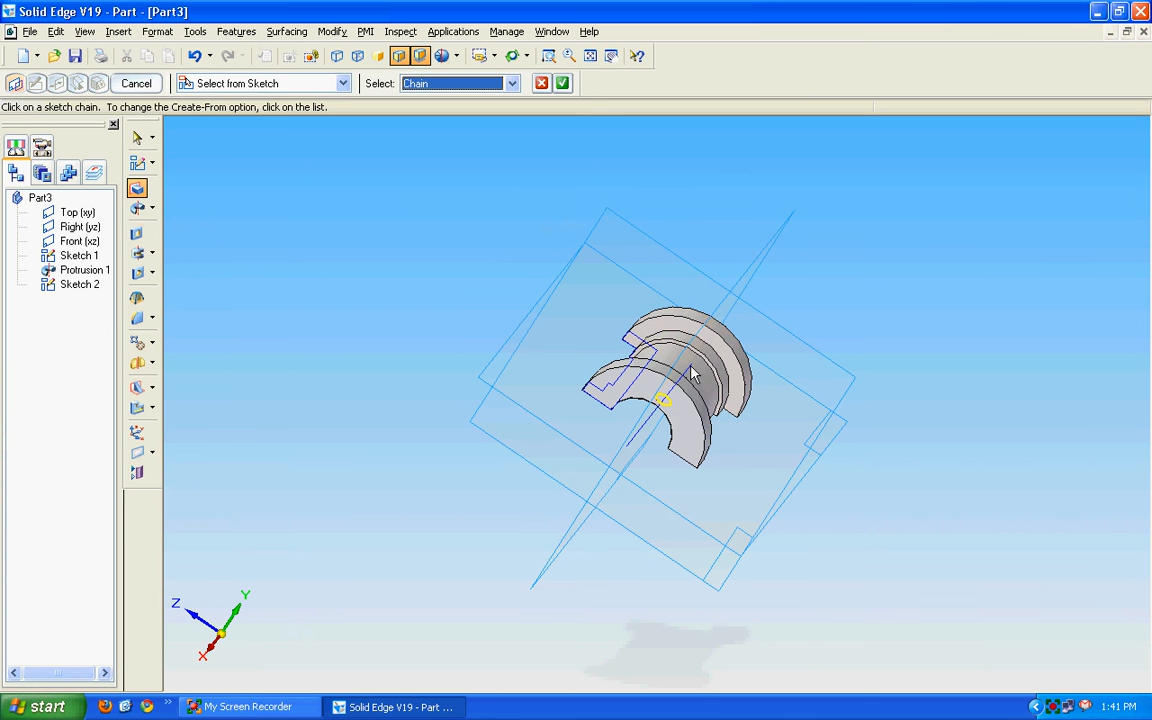 Solid Edge V19 - Part - [Part3]
File Edit View Insert Format Tools Features Surfacing Modify PMI Inspect Applications Manage Window Help
Cancel Select from Sketch Select: Chain
Click on a sketch chain. To change the Create-From option, click on the list.
Part3
Top (xy)
Right (yz)
Front (xz)
Sketch 1
Protrusion 1
Sketch 2
Z Y
X
start My Screen Recorder Solid Edge V19 - Part ... 1:41 PM